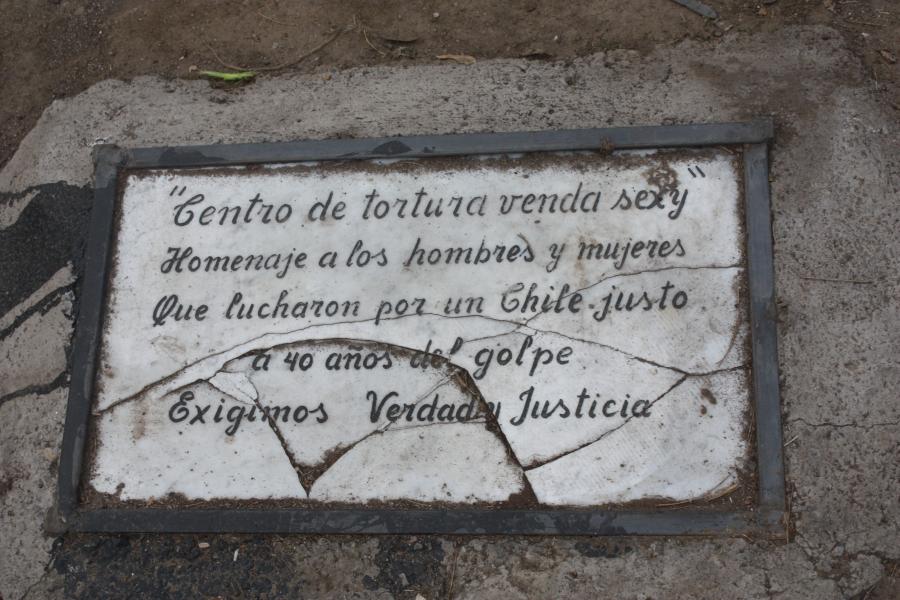 "Centro de tortura venda sexy"
Homenaje a los hombres y mujeres
Que lucharon por un Chile justo
a 40 años del golpe
Exigimos Verdad y Justicia